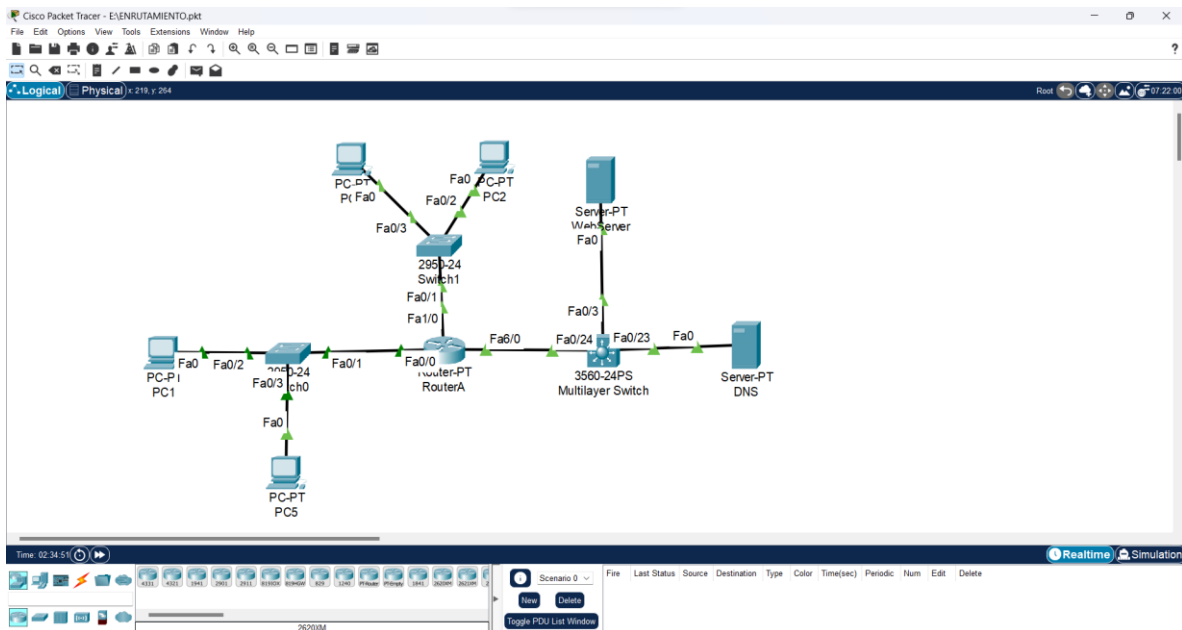 Cisco Packet Tracer - E:\ENRUTAMIENTO.pkt
File Edit Options View Tools Extensions Window Help
?
Logical Physical x: 219, y: 264 Root 07:22:00
PC-PT
Fa0
Fa0/3
Fa0 PC-PT
Fa0/2 PC2
2950-24
Switch1
Fa0/1
Fa1/0
Server-PT
WebServer
Fa0
Fa0/3
PC1
Fa0 Fa0/2
Fa0/3
Fa0/1 Fa0/0
Router-PT
RouterA
Fa6/0 Fa0/24 Fa0/23 Fa0
3560-24PS
Multilayer Switch
Server-PT
DNS
Fa0
PC-PT
PC5
Time: 02:34:51 Realtime Simulation
4331 4321 1941 2901 2911 819IOX 819HGW 829 1240 PT-Router PT-Empty 1841 2620XM 2621XM
2620XM
Scenario 0
New Delete
Toggle PDU List Window
Fire Last Status Source Destination Type Color Time(sec) Periodic Num Edit Delete